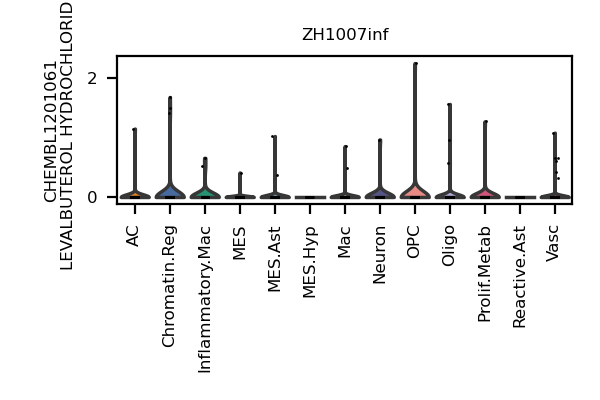 ZH1007inf
CHEMBL1201061
LEVALBUTEROL HYDROCHLORID
2
0
AC
Chromatin.Reg
Inflammatory.Mac
MES
MES.Ast
MES.Hyp
Mac
Neuron
OPC
Oligo
Prolif.Metab
Reactive.Ast
Vasc